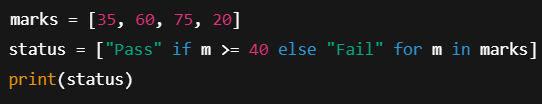 marks = [35, 60, 75, 20]
status = ["Pass" if m >= 40 else "Fail" for m in marks]
print(status)